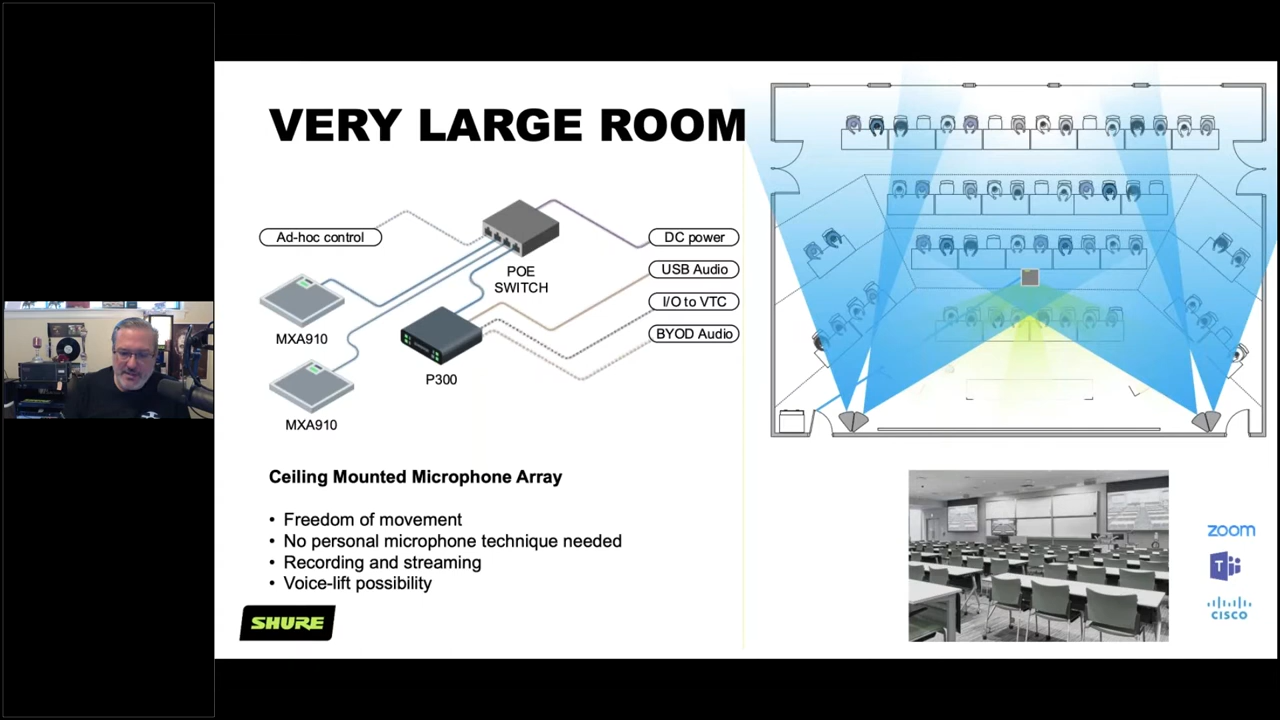 VERY LARGE ROOM
Ad-hoc control
DC power
USB Audio
POE
SWITCH
I/O to VTC
MXA910
BYOD Audio
P300
MXA910
Ceiling Mounted Microphone Array
• Freedom of movement
• No personal microphone technique needed
• Recording and streaming
• Voice-lift possibility
SHURE
zoom
T
CISCO